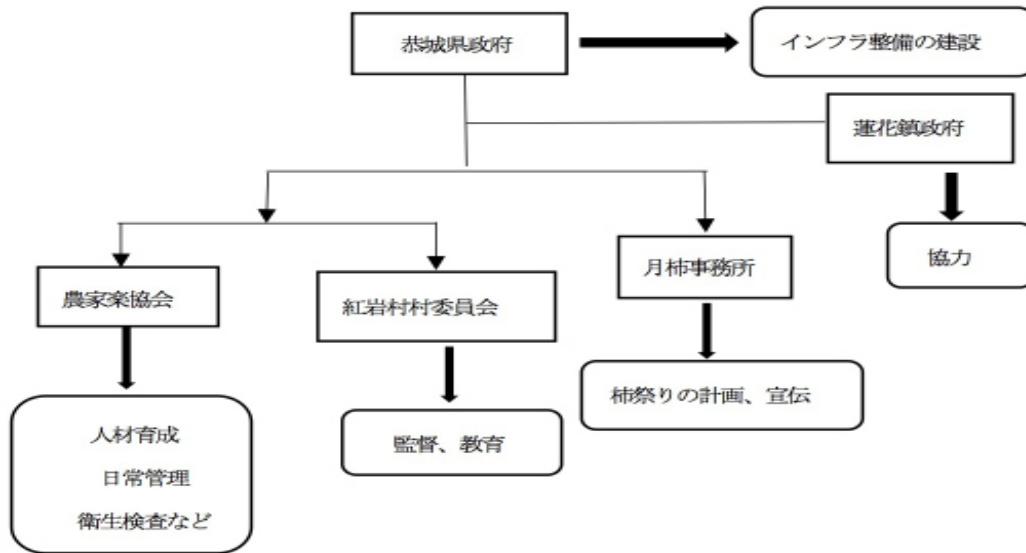 恭城県政府
インフラ整備の建設
蓮花鎮政府
協力
月柿事務所
農家楽協会
紅岩村村委員会
柿祭りの計画、宣伝
人材育成
日常管理
衛生検査など
監督、教育